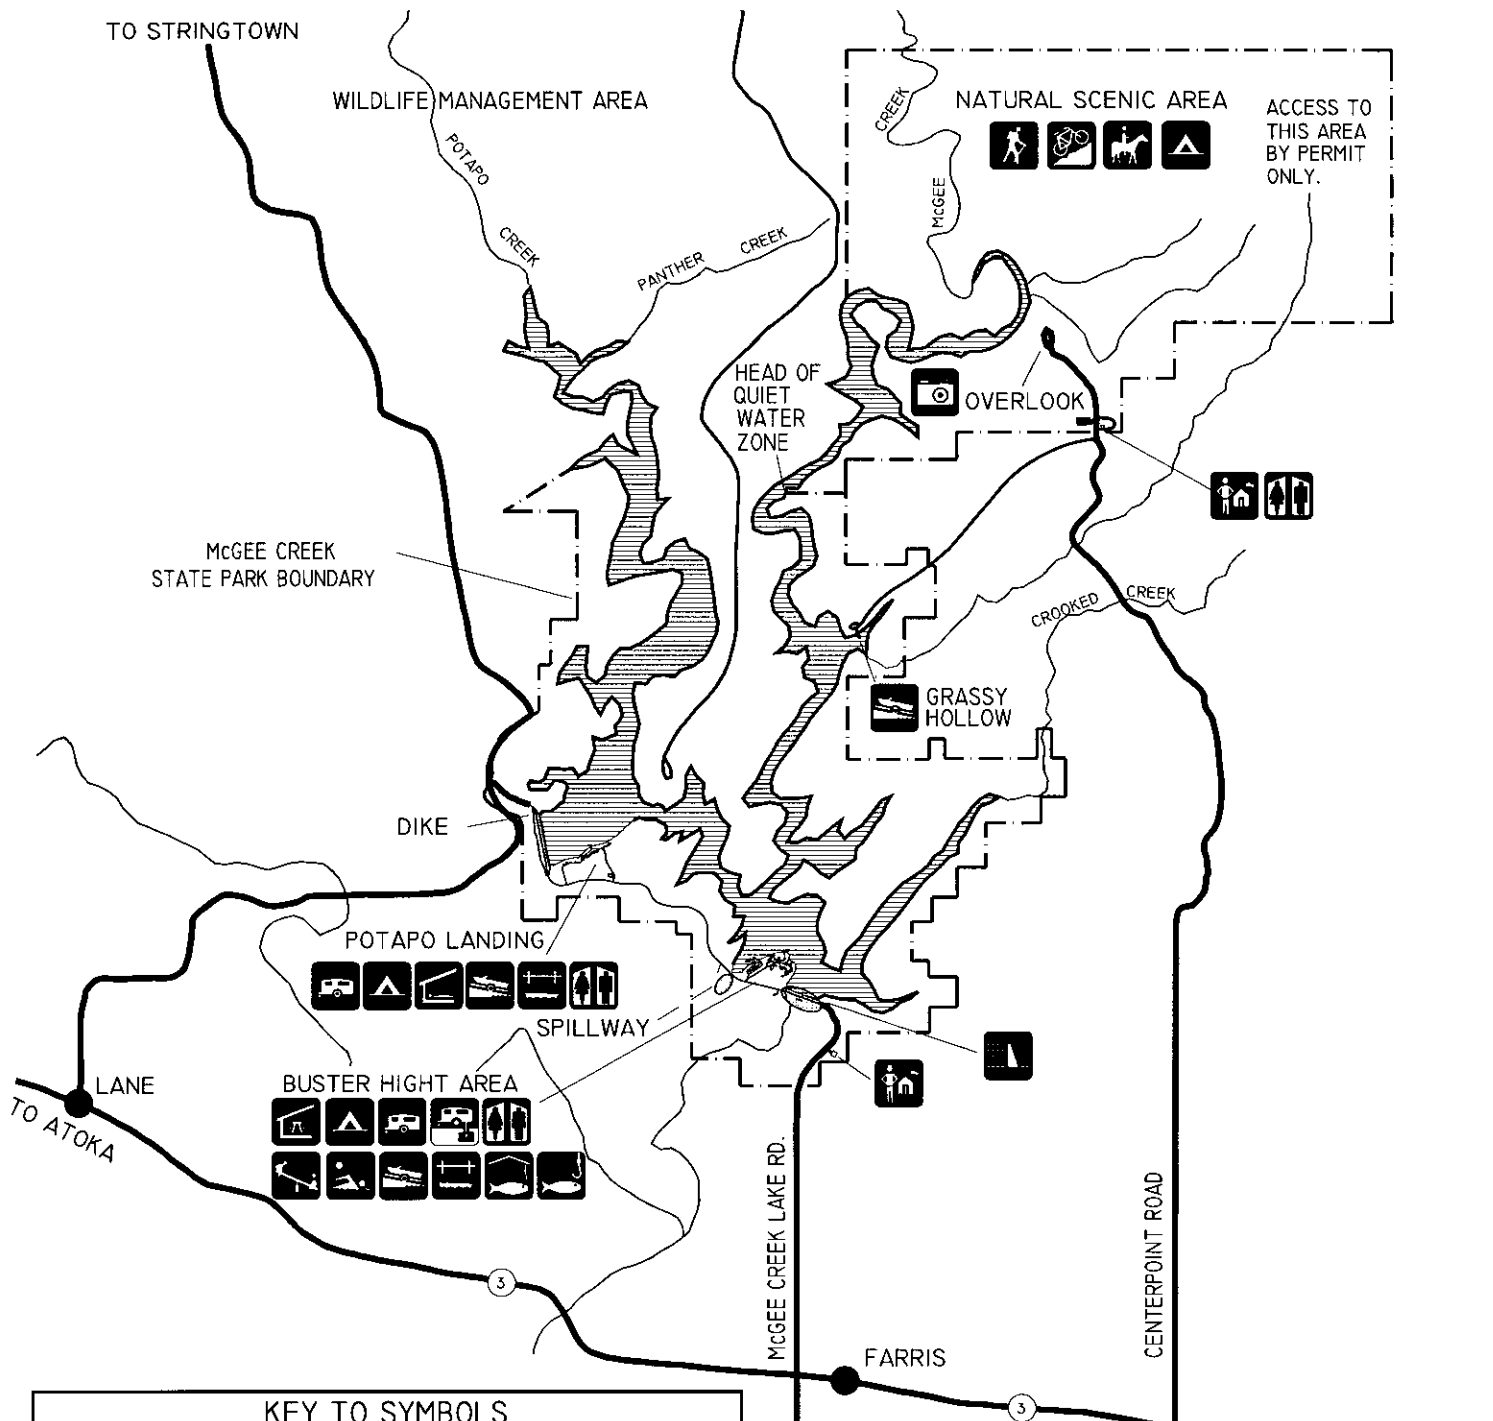 TO STRINGTOWN
WILDLIFE MANAGEMENT AREA
POTAPO
CREEK
PANTHER CREEK
CREEK
McGEE
NATURAL SCENIC AREA
ACCESS TO
THIS AREA
BY PERMIT
ONLY.
HEAD OF
QUIET
WATER
ZONE
OVERLOOK
McGEE CREEK
STATE PARK BOUNDARY
CROOKED CREEK
GRASSY
HOLLOW
DIKE
POTAPO LANDING
SPILLWAY
BUSTER HIGHT AREA
LANE
TO ATOKA
McGEE CREEK LAKE RD.
CENTERPOINT ROAD
3
FARRIS
3
KEY TO SYMBOLS